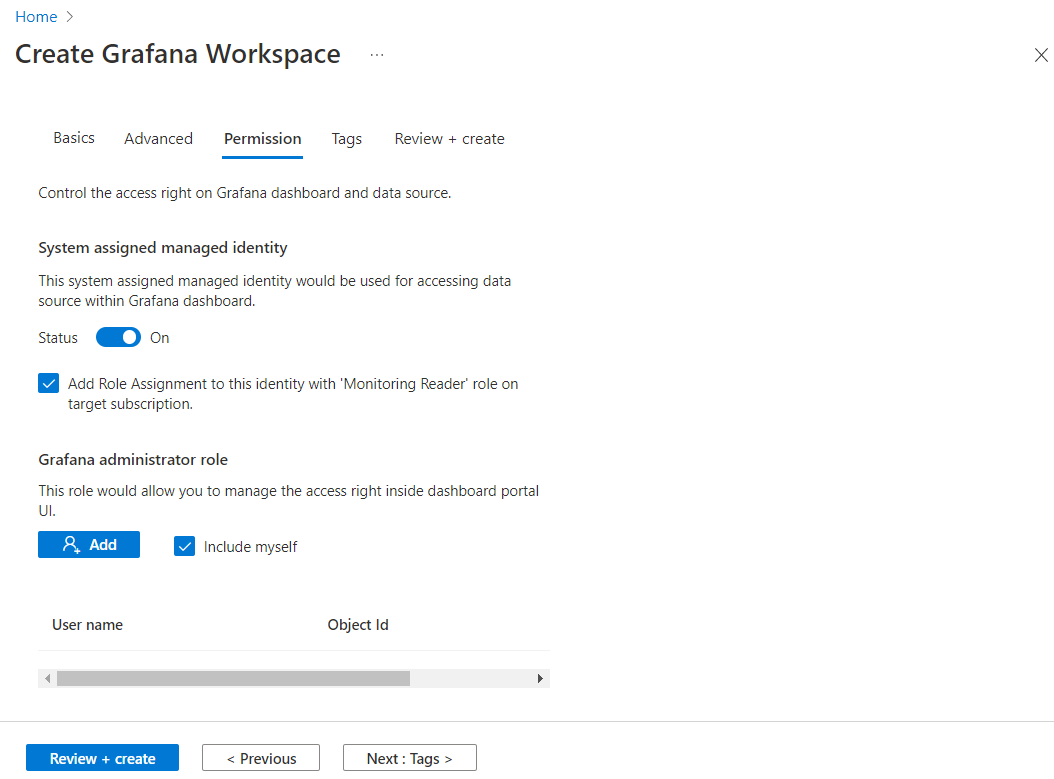 Home >
Create Grafana Workspace ...
Basics Advanced Permission Tags Review + create
Control the access right on Grafana dashboard and data source.
System assigned managed identity
This system assigned managed identity would be used for accessing data
source within Grafana dashboard.
Status On
Add Role Assignment to this identity with 'Monitoring Reader' role on
target subscription.
Grafana administrator role
This role would allow you to manage the access right inside dashboard portal
UI.
Add Include myself
User name Object Id
Review + create < Previous Next : Tags >